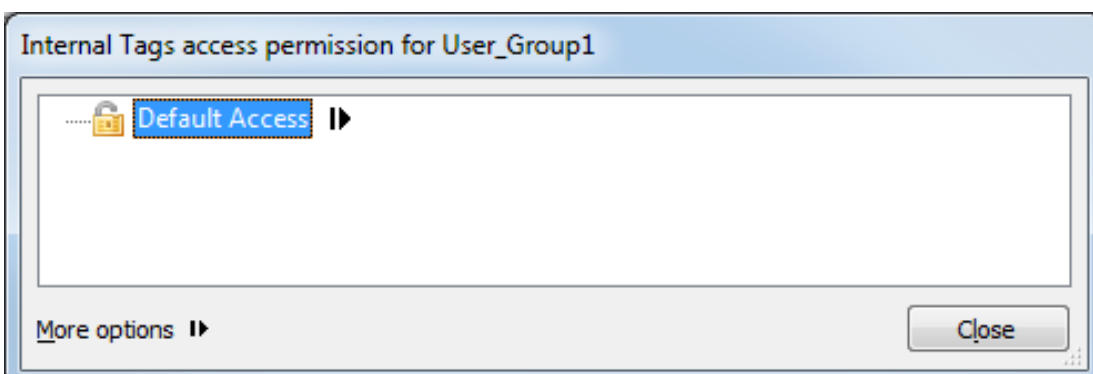 Internal Tags access permission for User_Group1
Default Access
More options
Close